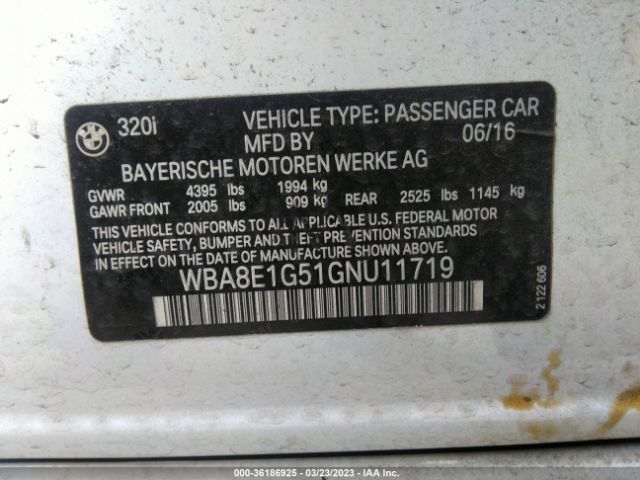 BMW
320i VEHICLE TYPE: PASSENGER CAR
MFD BY 06/16
BAYERISCHE MOTOREN WERKE AG
GVWR 4395 lbs 1994 kg
GAWR FRONT 2005 lbs 909 kg REAR 2525 lbs 1145 kg
THIS VEHICLE CONFORMS TO ALL APPLICABLE U.S. FEDERAL MOTOR
VEHICLE SAFETY, BUMPER AND THEFT PREVENTION STANDARDS
IN EFFECT ON THE DATE OF MANUFACTURE SHOWN ABOVE.
WBA8E1G51GNU11719
2 122 606
000-36186925 - 03/23/2023 - IAA Inc.